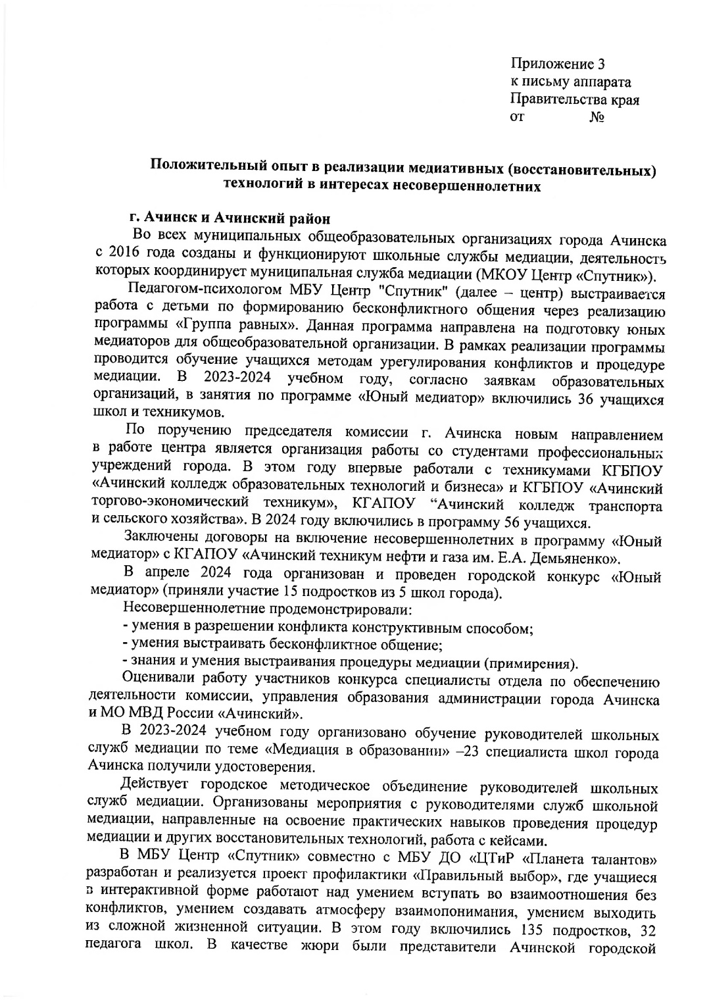 Приложение 3
к письму аппарата
Правительства края
от №
Положительный опыт в реализации медиативных (восстановительных)
технологий в интересах несовершеннолетних
г. Ачинск и Ачинский район
Во всех муниципальных общеобразовательных организациях города Ачинска
с 2016 года созданы и функционируют школьные службы медиации, деятельность
которых координирует муниципальная служба медиации (МКОУ Центр «Спутник»).
Педагогом-психологом МБУ Центр "Спутник" (далее – центр) выстраивается
работа с детьми по формированию бесконфликтного общения через реализацию
программы «Группа равных». Данная программа направлена на подготовку юных
медиаторов для общеобразовательной организации. В рамках реализации программы
проводится обучение учащихся методам урегулирования конфликтов и процедуре
медиации. В 2023-2024 учебном году, согласно заявкам образовательных
организаций, в занятия по программе «Юный медиатор» включились 36 учащихся
школ и техникумов.
По поручению председателя комиссии г. Ачинска новым направлением
в работе центра является организация работы со студентами профессиональных
учреждений города. В этом году впервые работали с техникумами КГБПОУ
«Ачинский колледж образовательных технологий и бизнеса» и КГБПОУ «Ачинский
торгово-экономический техникум», КГАПОУ “Ачинский колледж транспорта
и сельского хозяйства». В 2024 году включились в программу 56 учащихся.
Заключены договоры на включение несовершеннолетних в программу «Юный
медиатор» с КГАПОУ «Ачинский техникум нефти и газа им. Е.А. Демьяненко».
В апреле 2024 года организован и проведен городской конкурс «Юный
медиатор» (приняли участие 15 подростков из 5 школ города).
Несовершеннолетние продемонстрировали:
- умения в разрешении конфликта конструктивным способом;
- умения выстраивать бесконфликтное общение;
- знания и умения выстраивания процедуры медиации (примирения).
Оценивали работу участников конкурса специалисты отдела по обеспечению
деятельности комиссии, управления образования администрации города Ачинска
и МО МВД России «Ачинский».
В 2023-2024 учебном году организовано обучение руководителей школьных
служб медиации по теме «Медиация в образовании» –23 специалиста школ города
Ачинска получили удостоверения.
Действует городское методическое объединение руководителей школьных
служб медиации. Организованы мероприятия с руководителями служб школьной
медиации, направленные на освоение практических навыков проведения процедур
медиации и других восстановительных технологий, работа с кейсами.
В МБУ Центр «Спутник» совместно с МБУ ДО «ЦТиР «Планета талантов»
разработан и реализуется проект профилактики «Правильный выбор», где учащиеся
в интерактивной форме работают над умением вступать во взаимоотношения без
конфликтов, умением создавать атмосферу взаимопонимания, умением выходить
из сложной жизненной ситуации. В этом году включились 135 подростков, 32
педагога школ. В качестве жюри были представители Ачинской городской